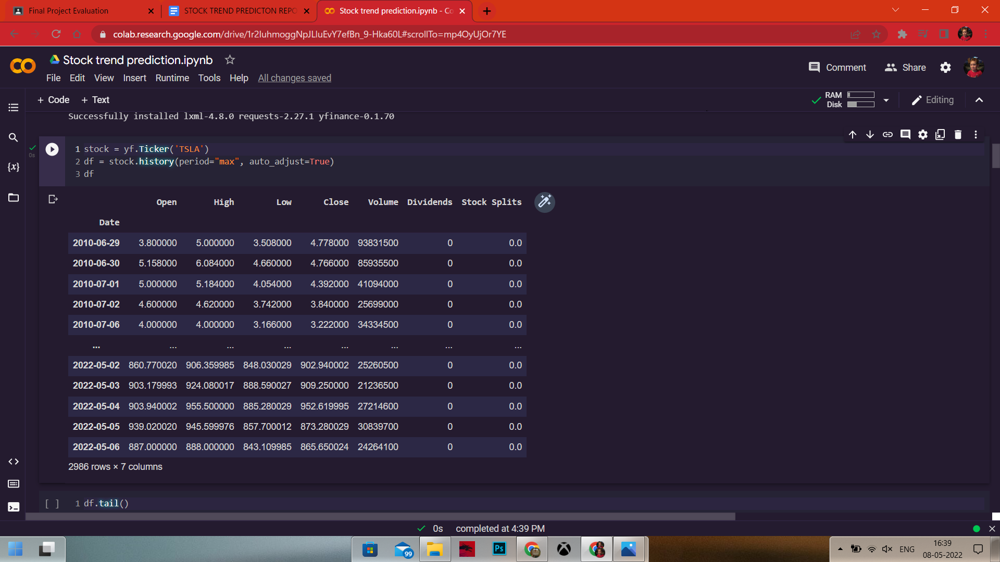 Final Project Evaluation
STOCK TREND PREDICTON REPO
Stock trend prediction.ipynb - Co
colab.research.google.com/drive/1r2IuhmoggNpJLluEvY7efBn_9-Hka60L#scrollTo=mp4OyUjOr7YE
Stock trend prediction.ipynb
Comment
Share
File Edit View Insert Runtime Tools Help All changes saved
+ Code + Text
RAM
Disk
Editing
Successfully installed lxml-4.8.0 requests-2.27.1 yfinance-0.1.70
0s
1 stock = yf.Ticker('TSLA')
2 df = stock.history(period="max", auto_adjust=True)
3 df
{x}
Open High Low Close Volume Dividends Stock Splits
Date
2010-06-29 3.800000 5.000000 3.508000 4.778000 93831500 0 0.0
2010-06-30 5.158000 6.084000 4.660000 4.766000 85935500 0 0.0
2010-07-01 5.000000 5.184000 4.054000 4.392000 41094000 0 0.0
2010-07-02 4.600000 4.620000 3.742000 3.840000 25699000 0 0.0
2010-07-06 4.000000 4.000000 3.166000 3.222000 34334500 0 0.0
... ... ... ... ... ... ... ...
2022-05-02 860.770020 906.359985 848.030029 902.940002 25260500 0 0.0
2022-05-03 903.179993 924.080017 888.590027 909.250000 21236500 0 0.0
2022-05-04 903.940002 955.500000 885.280029 952.619995 27214600 0 0.0
2022-05-05 939.020020 945.599976 857.700012 873.280029 30839700 0 0.0
2022-05-06 887.000000 888.000000 843.109985 865.650024 24264100 0 0.0
2986 rows × 7 columns
[ ] 1 df.tail()
0s completed at 4:39 PM
99
Ps
ENG
16:39
08-05-2022